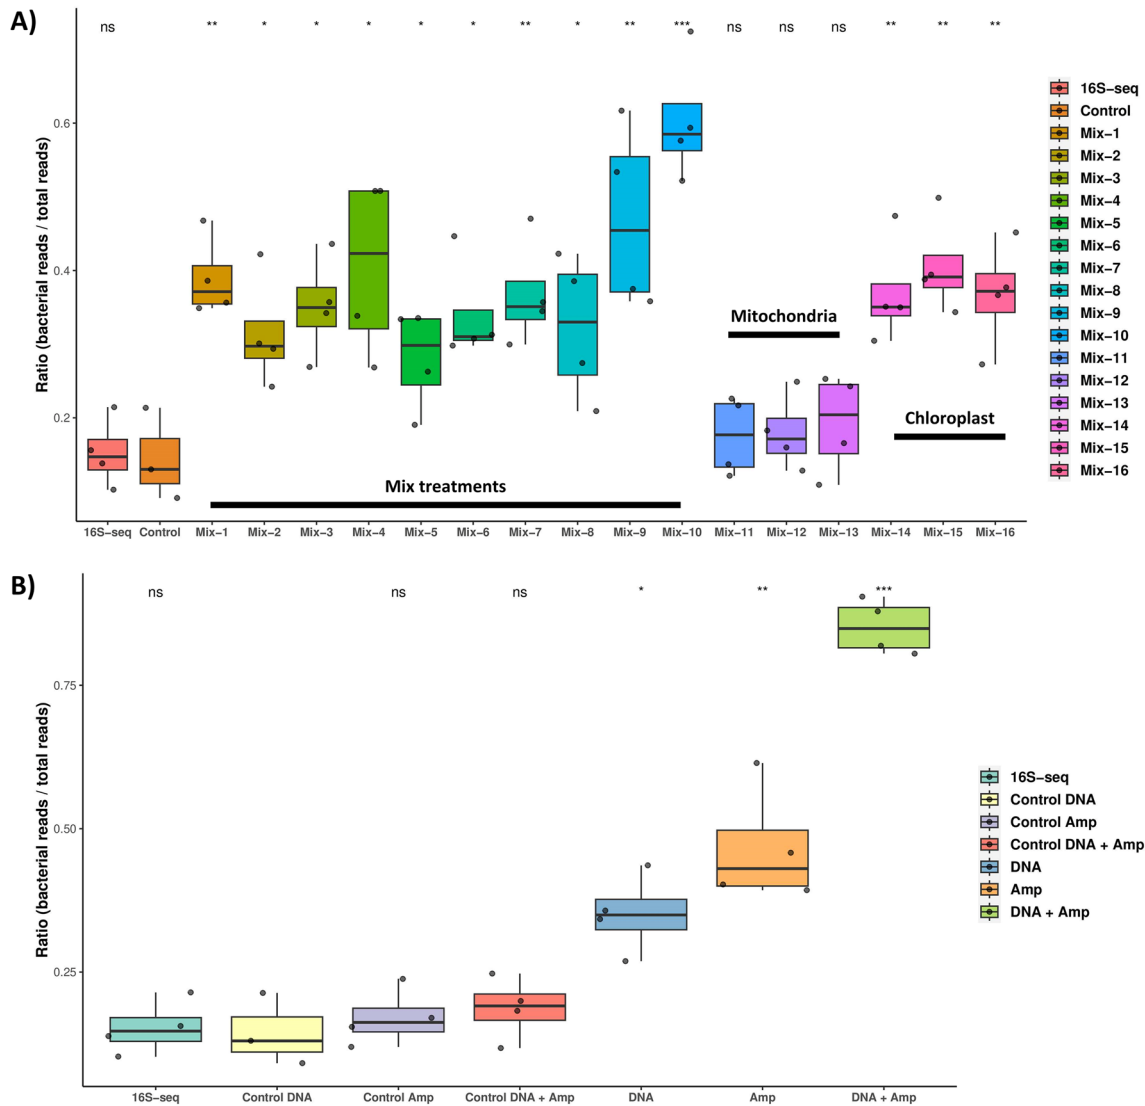 A)
ns ** * * * * * ** * ** *** ns ns ns ** ** **
Ratio (bacterial reads / total reads)
0.6
0.4
0.2
Mitochondria
Chloroplast
Mix treatments
16S-seq Control Mix-1 Mix-2 Mix-3 Mix-4 Mix-5 Mix-6 Mix-7 Mix-8 Mix-9 Mix-10 Mix-11 Mix-12 Mix-13 Mix-14 Mix-15 Mix-16
16S-seq
Control
Mix-1
Mix-2
Mix-3
Mix-4
Mix-5
Mix-6
Mix-7
Mix-8
Mix-9
Mix-10
Mix-11
Mix-12
Mix-13
Mix-14
Mix-15
Mix-16
B)
ns ns ns * ** ***
Ratio (bacterial reads / total reads)
0.75
0.50
0.25
16S-seq Control DNA Control Amp Control DNA + Amp DNA Amp DNA + Amp
16S-seq
Control DNA
Control Amp
Control DNA + Amp
DNA
Amp
DNA + Amp